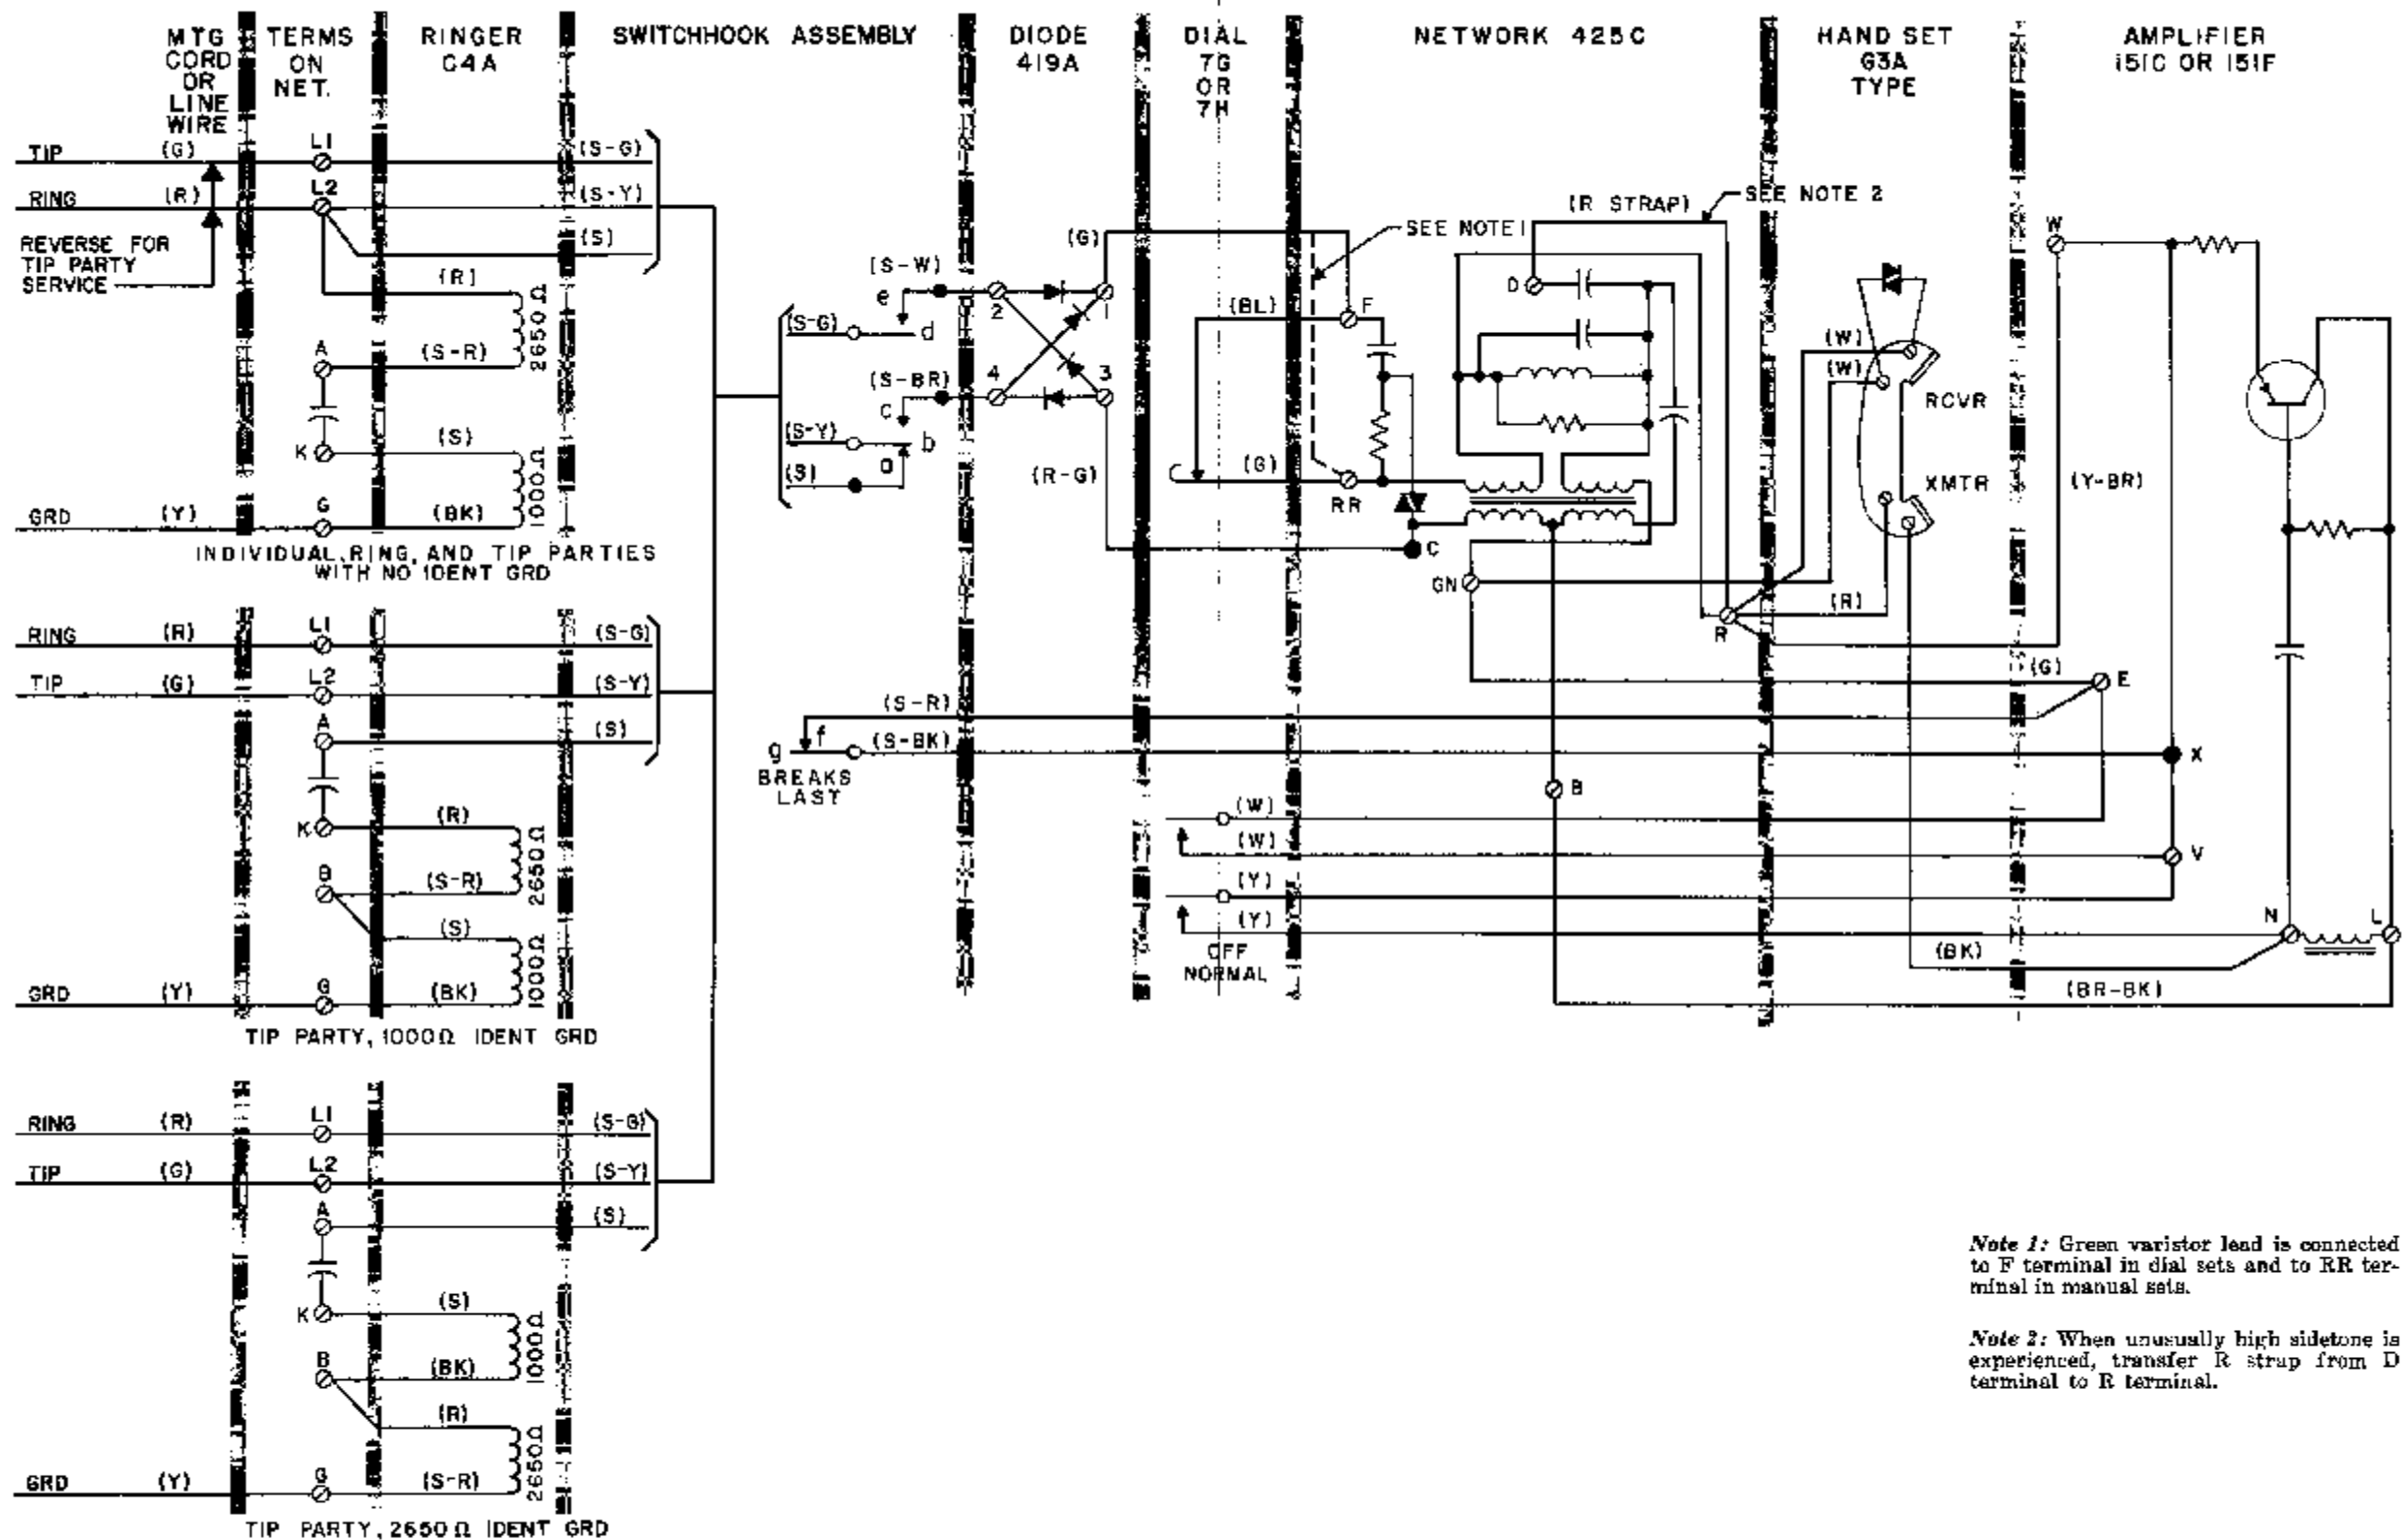 MTG
CORD
OR
LINE
WIRE
TERMS
ON
NET.
RINGER
C4A
SWITCHHOOK ASSEMBLY
DIODE
419A
DIAL
7G
OR
7H
NETWORK 425C
HAND SET
G3A
TYPE
AMPLIFIER
151C OR 151F
TIP (G) L1 (S-G)
RING (R) L2 (S-Y)
(S)
REVERSE FOR
TIP PARTY
SERVICE
(R)
2650Ω
A (S-R)
K (S)
1000Ω
GRD (Y) G (BK)
INDIVIDUAL, RING, AND TIP PARTIES
WITH NO IDENT GRD
RING (R) L1 (S-G)
TIP (G) L2 (S-Y)
A (S)
K (R)
2650Ω
B (S-R)
(S)
1000Ω
GRD (Y) G (BK)
TIP PARTY, 1000Ω IDENT GRD
RING (R) L1 (S-G)
TIP (G) L2 (S-Y)
A (S)
K (S)
1000Ω
B (BK)
(R)
2650Ω
GRD (Y) G (S-R)
TIP PARTY, 2650Ω IDENT GRD
(S-W)
e
(S-G) d
(S-BR)
c
(S-Y) b
(S) a
2 1
4 3
(G)
(R-G)
(BL) F
(G)
RR
C
SEE NOTE 1
(R STRAP) SEE NOTE 2
D
GN
R
B
(W)
(W)
RCVR
XMTR
(R)
W
(Y-BR)
(G) E
(S-R)
g f (S-BK) X
BREAKS
LAST
(W)
(W) V
(Y)
(Y)
OFF
NORMAL
N L
(BK)
(BR-BK)
Note 1: Green varistor lead is connected
to F terminal in dial sets and to RR ter-
minal in manual sets.
Note 2: When unusually high sidetone is
experienced, transfer R strap from D
terminal to R terminal.